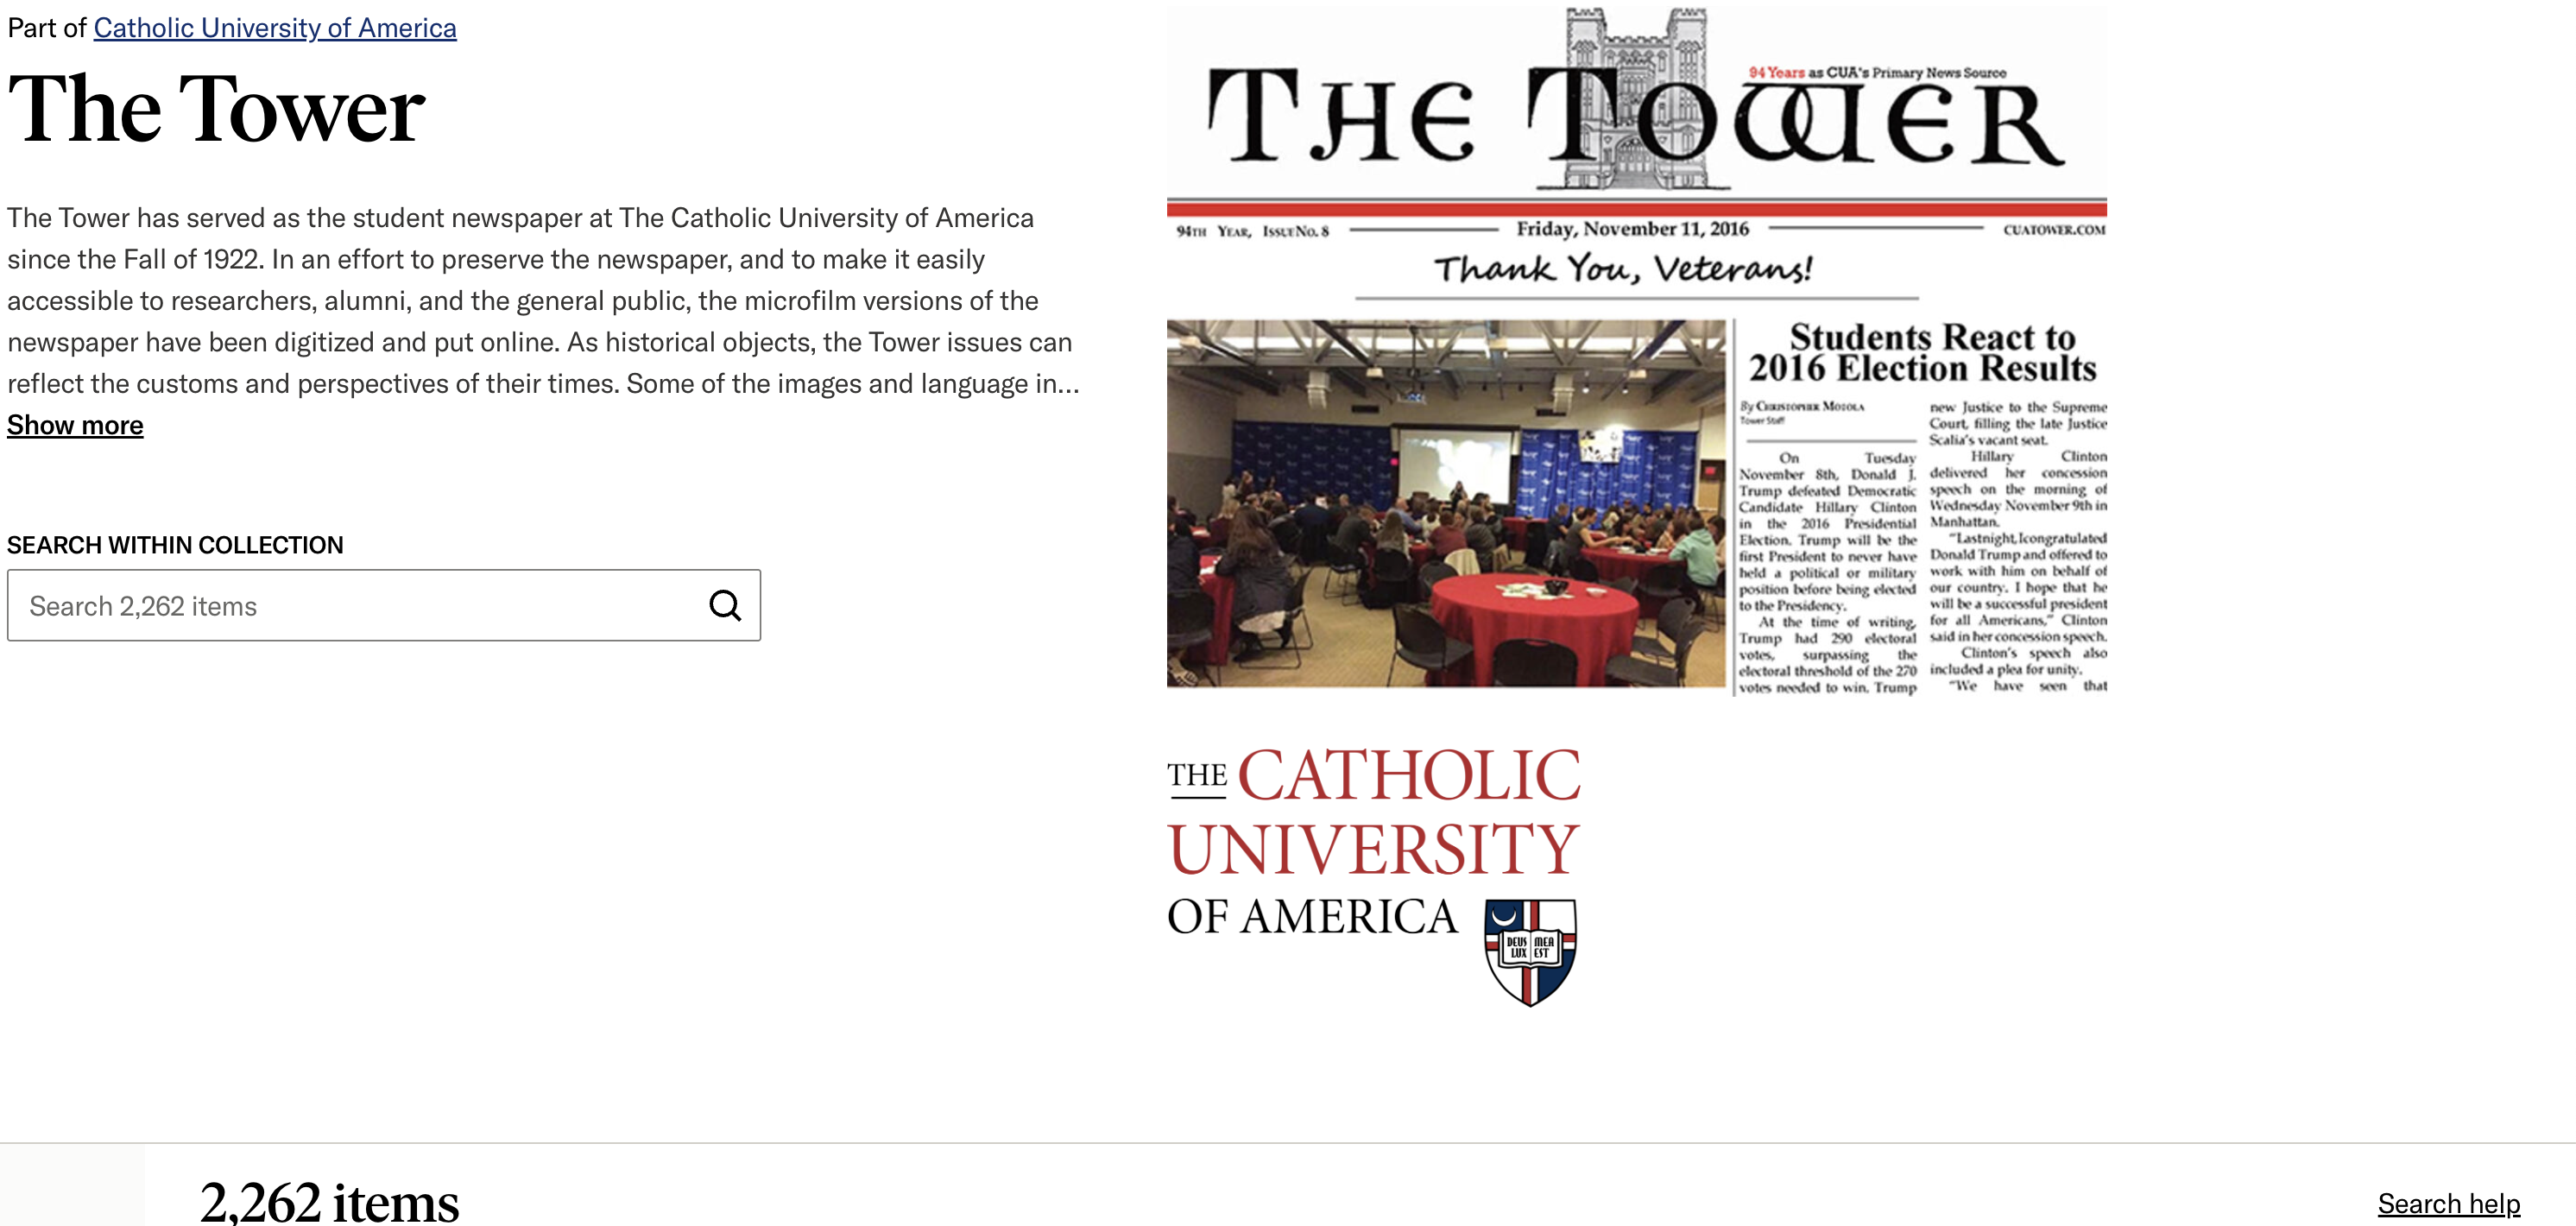 Part of Catholic University of America
The Tower
The Tower has served as the student newspaper at The Catholic University of America
since the Fall of 1922. In an effort to preserve the newspaper, and to make it easily
accessible to researchers, alumni, and the general public, the microfilm versions of the
newspaper have been digitized and put online. As historical objects, the Tower issues can
reflect the customs and perspectives of their times. Some of the images and language in...
Show more
SEARCH WITHIN COLLECTION
Search 2,262 items
94 Years as CUA's Primary News Source
THE TOWER
94TH YEAR, ISSUE NO. 8
Friday, November 11, 2016
CUATOWER.COM
Thank You, Veterans!
Students React to
2016 Election Results
By CHRISTOPHER MOTOLA
Tower Staff
On Tuesday
November 8th, Donald J.
Trump defeated Democratic
Candidate Hillary Clinton
in the 2016 Presidential
Election. Trump will be the
first President to never have
held a political or military
position before being elected
to the Presidency.
At the time of writing,
Trump had 290 electoral
votes, surpassing the
electoral threshold of the 270
votes needed to win. Trump
new Justice to the Supreme
Court, filling the late Justice
Scalia's vacant seat.
Hillary Clinton
delivered her concession
speech on the morning of
Wednesday November 9th in
Manhattan.
"Last night, I congratulated
Donald Trump and offered to
work with him on behalf of
our country. I hope that he
will be a successful president
for all Americans," Clinton
said in her concession speech.
Clinton's speech also
included a plea for unity.
"We have seen that
THE CATHOLIC
UNIVERSITY
OF AMERICA
DEUS MEA
LUX EST
2,262 items
Search help